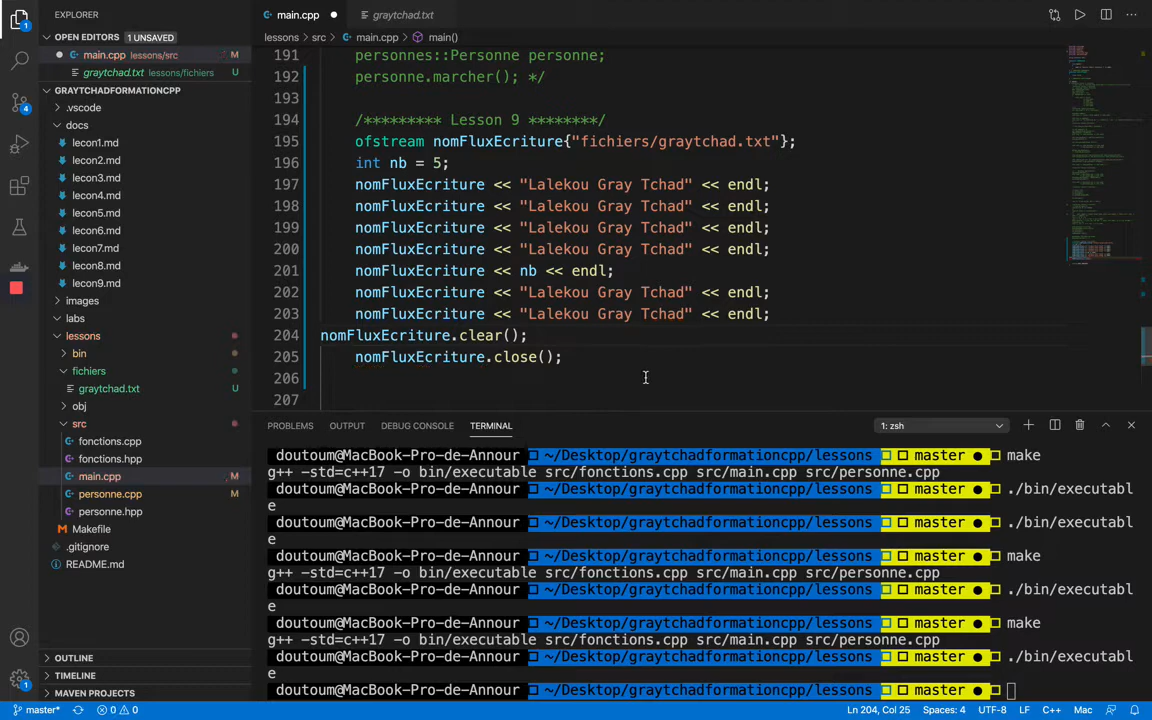 EXPLORER
main.cpp
graytchad.txt
OPEN EDITORS 1 UNSAVED
main.cpp lessons/src M
graytchad.txt lessons/fichiers U
GRAYTCHADFORMATIONCPP
.vscode
docs
lecon1.md
lecon2.md
lecon3.md
lecon4.md
lecon5.md
lecon6.md
lecon7.md
lecon8.md
lecon9.md
images
labs
lessons
bin
fichiers
graytchad.txt U
obj
src
fonctions.cpp
fonctions.hpp
main.cpp M
personne.cpp M
personne.hpp
Makefile
.gitignore
README.md
OUTLINE
TIMELINE
MAVEN PROJECTS
1
4
1
lessons › src › main.cpp › main()
191 personnes::Personne personne;
192 personne.marcher(); */
193
194 /********* Lesson 9 ********/
195 ofstream nomFluxEcriture{"fichiers/graytchad.txt"};
196 int nb = 5;
197 nomFluxEcriture << "Lalekou Gray Tchad" << endl;
198 nomFluxEcriture << "Lalekou Gray Tchad" << endl;
199 nomFluxEcriture << "Lalekou Gray Tchad" << endl;
200 nomFluxEcriture << "Lalekou Gray Tchad" << endl;
201 nomFluxEcriture << nb << endl;
202 nomFluxEcriture << "Lalekou Gray Tchad" << endl;
203 nomFluxEcriture << "Lalekou Gray Tchad" << endl;
204 nomFluxEcriture.clear();
205 nomFluxEcriture.close();
206
207
PROBLEMS OUTPUT DEBUG CONSOLE TERMINAL 1: zsh
doutoum@MacBook-Pro-de-Annour ~/Desktop/graytchadformationcpp/lessons master ● make
g++ -std=c++17 -o bin/executable src/fonctions.cpp src/main.cpp src/personne.cpp
doutoum@MacBook-Pro-de-Annour ~/Desktop/graytchadformationcpp/lessons master ● ./bin/executabl
e
doutoum@MacBook-Pro-de-Annour ~/Desktop/graytchadformationcpp/lessons master ● ./bin/executabl
e
doutoum@MacBook-Pro-de-Annour ~/Desktop/graytchadformationcpp/lessons master ● make
g++ -std=c++17 -o bin/executable src/fonctions.cpp src/main.cpp src/personne.cpp
doutoum@MacBook-Pro-de-Annour ~/Desktop/graytchadformationcpp/lessons master ● ./bin/executabl
e
doutoum@MacBook-Pro-de-Annour ~/Desktop/graytchadformationcpp/lessons master ● make
g++ -std=c++17 -o bin/executable src/fonctions.cpp src/main.cpp src/personne.cpp
doutoum@MacBook-Pro-de-Annour ~/Desktop/graytchadformationcpp/lessons master ● ./bin/executabl
e
doutoum@MacBook-Pro-de-Annour ~/Desktop/graytchadformationcpp/lessons master ●
master* 0 0 Ln 204, Col 25 Spaces: 4 UTF-8 LF C++ Mac